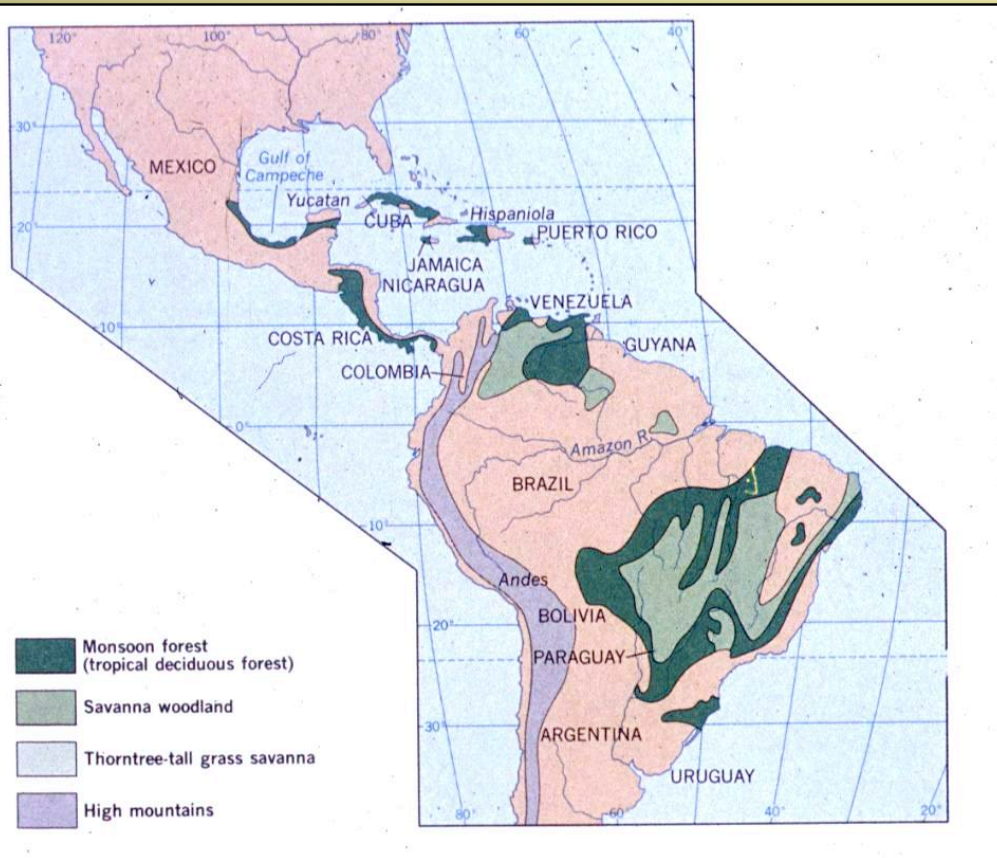 120°
100°
80°
60°
40°
30°
MEXICO
Gulf of
Campeche
Yucatan
20°
CUBA
Hispaniola
PUERTO RICO
JAMAICA
NICARAGUA
VENEZUELA
10°
COSTA RICA
GUYANA
COLOMBIA
0°
Amazon R.
BRAZIL
10°
Andes
BOLIVIA
20°
PARAGUAY
30°
ARGENTINA
URUGUAY
80°
60°
40°
20°
Monsoon forest
(tropical deciduous forest)
Savanna woodland
Thorntree-tall grass savanna
High mountains